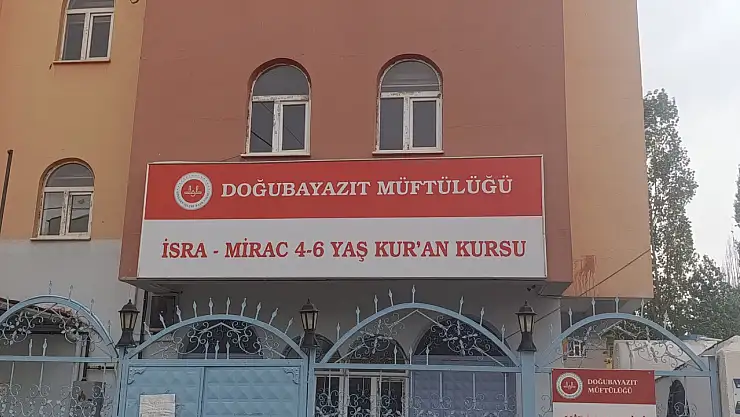 DOĞUBAYAZIT MÜFTÜLÜĞÜ
İSRA - MİRAC 4-6 YAŞ KUR'AN KURSU
DOĞUBAYAZIT
MÜFTÜLÜĞÜ